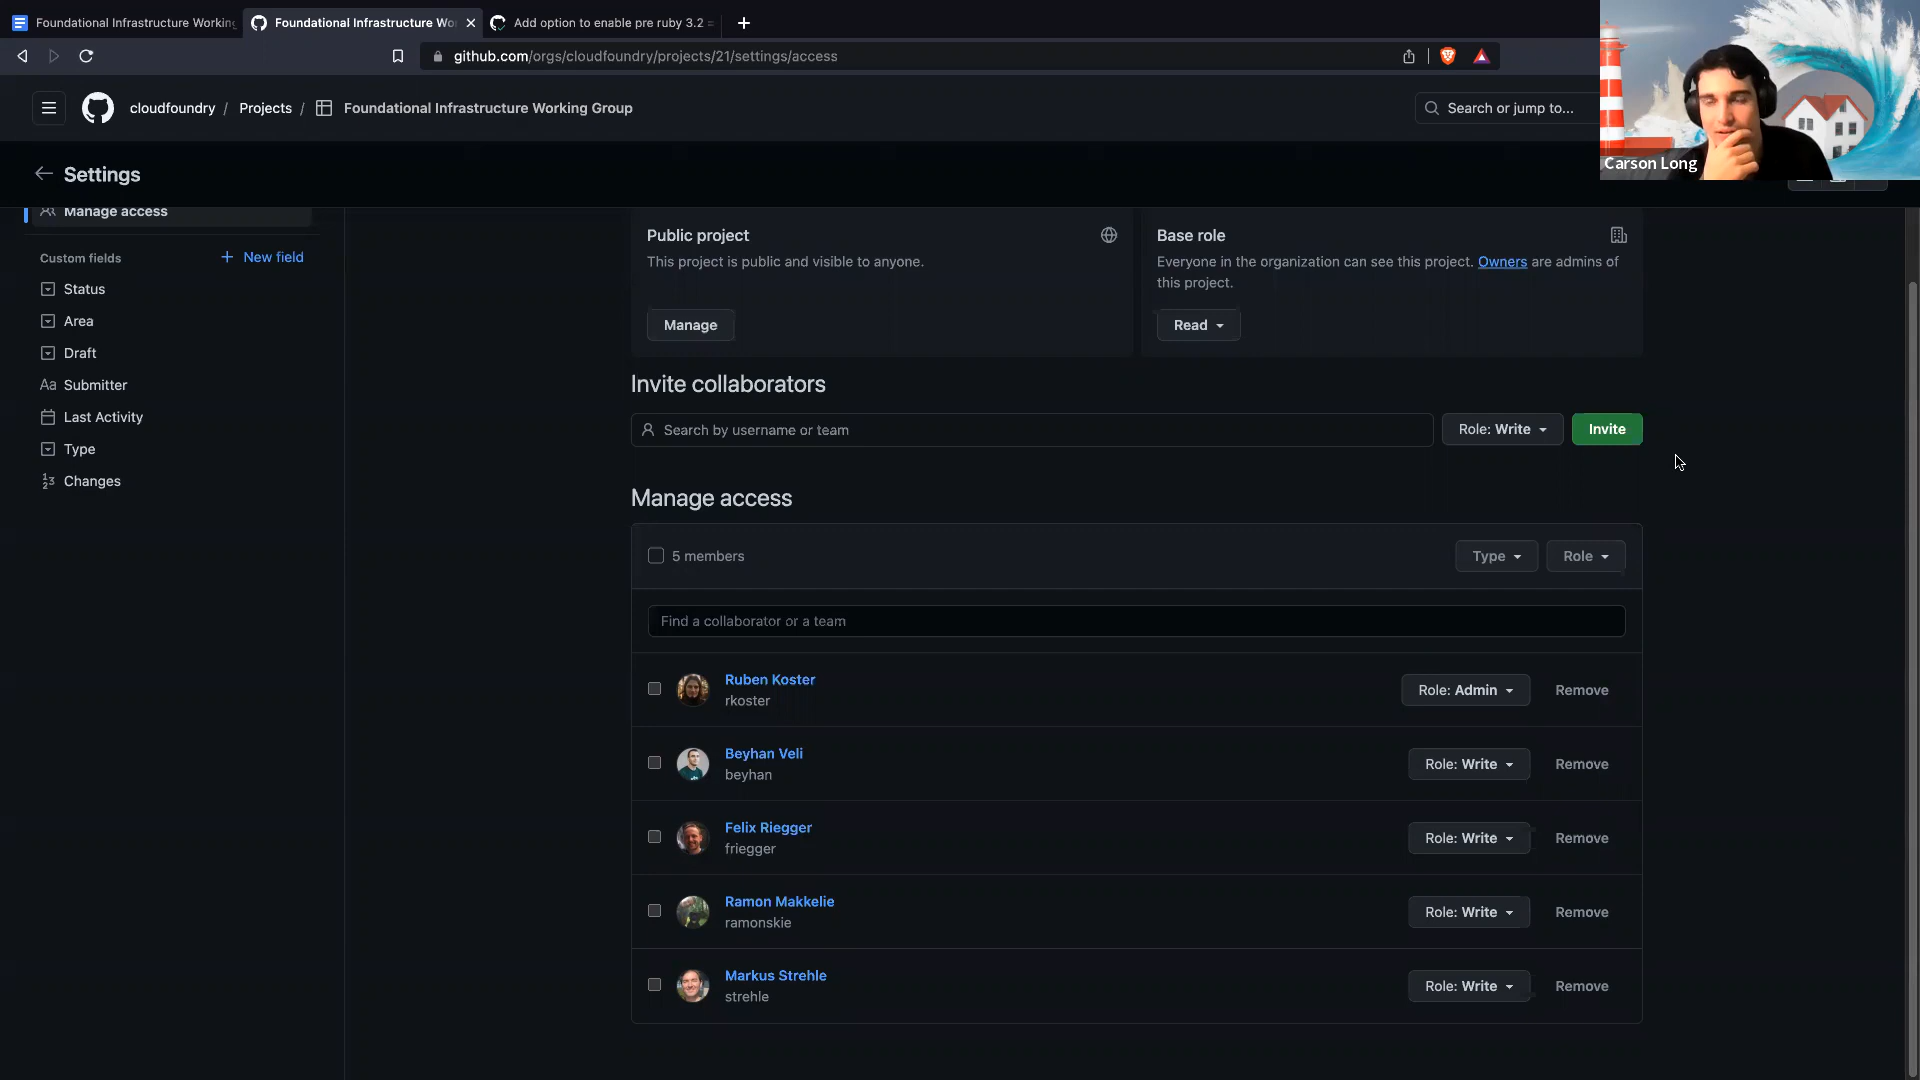 Foundational Infrastructure Working
Foundational Infrastructure Wo
Add option to enable pre ruby 3.2
github.com/orgs/cloudfoundry/projects/21/settings/access
cloudfoundry / Projects / Foundational Infrastructure Working Group
Search or jump to...
Carson Long
Settings
Manage access
Custom fields
New field
Status
Area
Draft
Submitter
Last Activity
Type
Changes
Public project
This project is public and visible to anyone.
Manage
Base role
Everyone in the organization can see this project. Owners are admins of
this project.
Read
Invite collaborators
Search by username or team
Role: Write
Invite
Manage access
5 members
Type
Role
Find a collaborator or a team
Ruben Koster
rkoster
Role: Admin
Remove
Beyhan Veli
beyhan
Role: Write
Remove
Felix Riegger
friegger
Role: Write
Remove
Ramon Makkelie
ramonskie
Role: Write
Remove
Markus Strehle
strehle
Role: Write
Remove